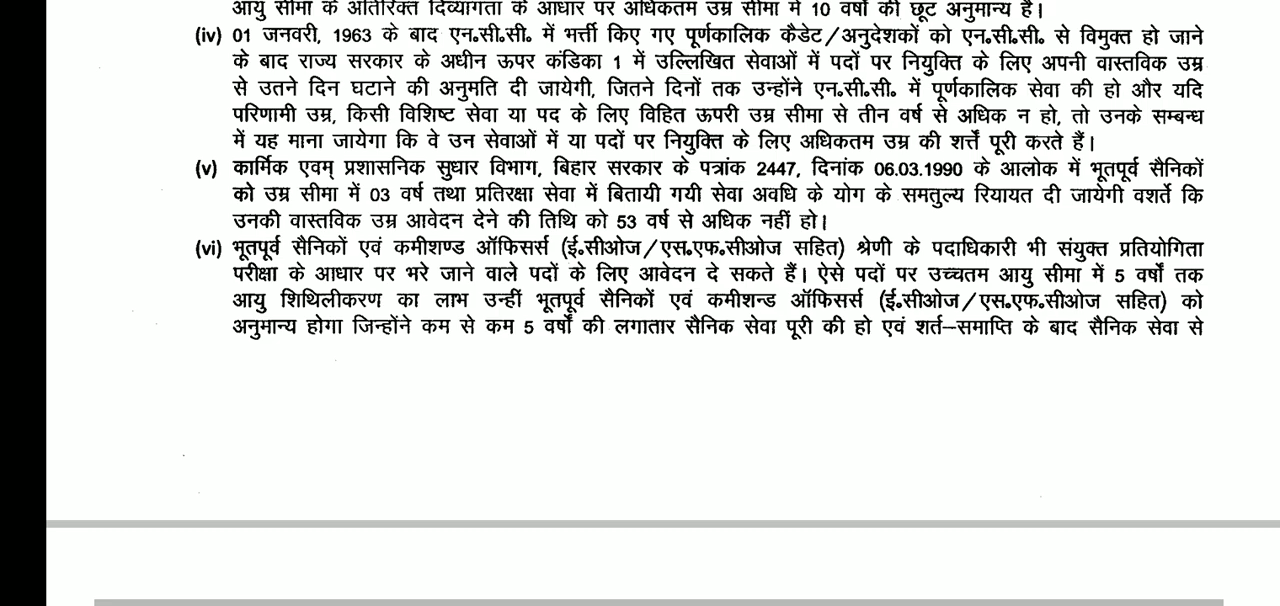 आयु सीमा के अतिरिक्त दिव्यांगता के आधार पर अधिकतम उम्र सीमा में 10 वर्षो की छूट अनुमान्य है।
(iv) 01 जनवरी, 1963 के बाद एन॰सी॰सी॰ में भर्त्ती किए गए पूर्णकालिक कैडेट/अनुदेशकों को एन॰सी॰सी॰ से विमुक्त हो जाने
के बाद राज्य सरकार के अधीन ऊपर कंडिका 1 में उल्लिखित सेवाओं में पदों पर नियुक्ति के लिए अपनी वास्तविक उम्र
से उतने दिन घटाने की अनुमति दी जायेगी, जितने दिनों तक उन्होंने एन॰सी॰सी॰ में पूर्णकालिक सेवा की हो और यदि
परिणामी उम्र, किसी विशिष्ट सेवा या पद के लिए विहित ऊपरी उम्र सीमा से तीन वर्ष से अधिक न हो, तो उनके सम्बन्ध
में यह माना जायेगा कि वे उन सेवाओं में या पदों पर नियुक्ति के लिए अधिकतम उम्र की शर्त्तें पूरी करते हैं।
(v) कार्मिक एवम् प्रशासनिक सुधार विभाग, बिहार सरकार के पत्रांक 2447, दिनांक 06.03.1990 के आलोक में भूतपूर्व सैनिकों
को उम्र सीमा में 03 वर्ष तथा प्रतिरक्षा सेवा में बितायी गयी सेवा अवधि के योग के समतुल्य रियायत दी जायेगी वशर्ते कि
उनकी वास्तविक उम्र आवेदन देने की तिथि को 53 वर्ष से अधिक नहीं हो।
(vi) भूतपूर्व सैनिकों एवं कमीशण्ड ऑफिसर्स (ई॰सीओज/एस॰एफ॰सीओज सहित) श्रेणी के पदाधिकारी भी संयुक्त प्रतियोगिता
परीक्षा के आधार पर भरे जाने वाले पदों के लिए आवेदन दे सकते हैं। ऐसे पदों पर उच्चतम आयु सीमा में 5 वर्षों तक
आयु शिथिलीकरण का लाभ उन्हीं भूतपूर्व सैनिकों एवं कमीशन्ड ऑफिसर्स (ई॰सीओज/एस॰एफ॰सीओज सहित) को
अनुमान्य होगा जिन्होंने कम से कम 5 वर्षों की लगातार सैनिक सेवा पूरी की हो एवं शर्त–समाप्ति के बाद सैनिक सेवा से